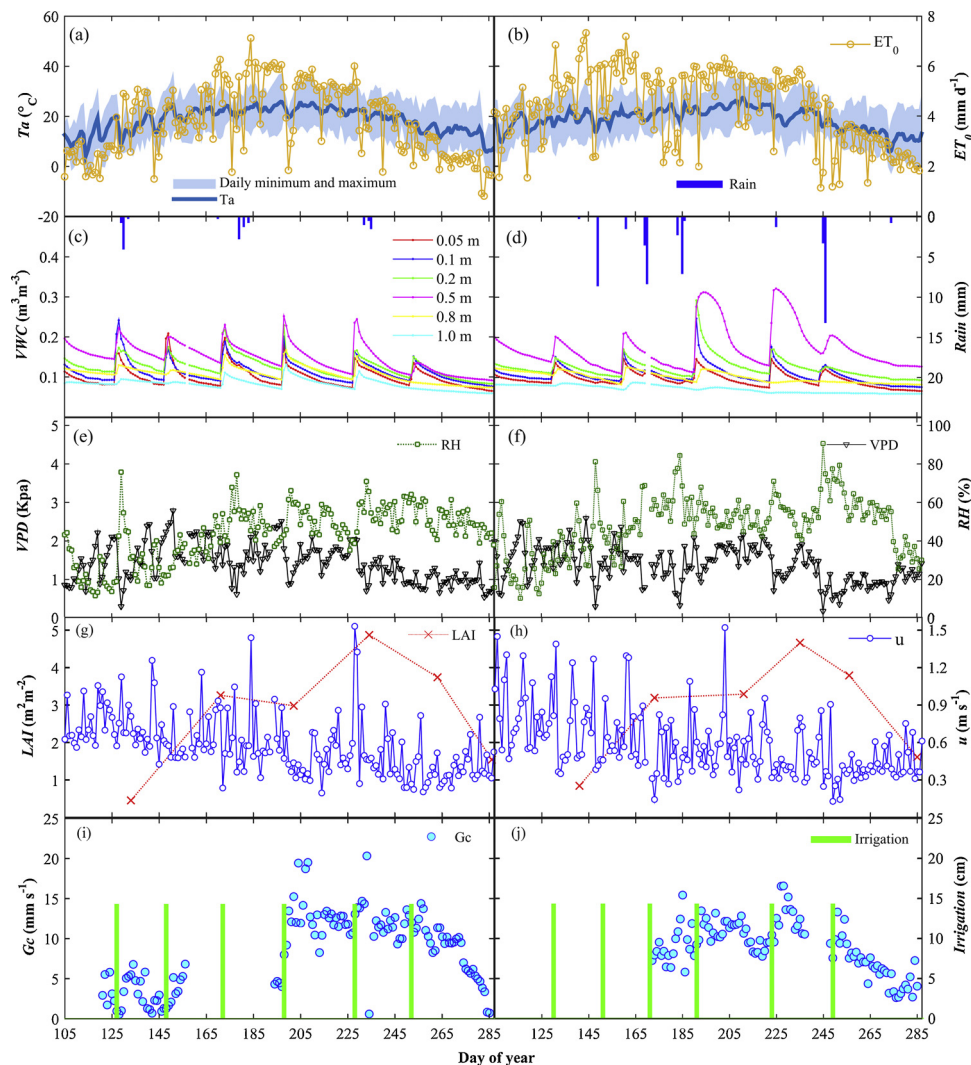 (a)
(b)
ET0
60
40
20
0
-20
Ta (°C)
8
6
4
2
0
ET0 (mm d-1)
Daily minimum and maximum
Ta
Rain
(c)
(d)
0.4
0.3
0.2
0.1
VWC (m3m-3)
0.05 m
0.1 m
0.2 m
0.5 m
0.8 m
1.0 m
5
10
15
20
Rain (mm)
(e)
(f)
RH
VPD
5
4
3
2
1
0
VPD (Kpa)
100
80
60
40
20
0
RH (%)
(g)
(h)
LAI
u
5
4
3
2
1
LAI (m2m-2)
1.5
1.2
0.9
0.6
0.3
u (m s-1)
(i)
(j)
Gc
Irrigation
25
20
15
10
5
0
Gc (mm s-1)
25
20
15
10
5
0
Irrigation (cm)
105 125 145 165 185 205 225 245 265 285
125 145 165 185 205 225 245 265 285
Day of year